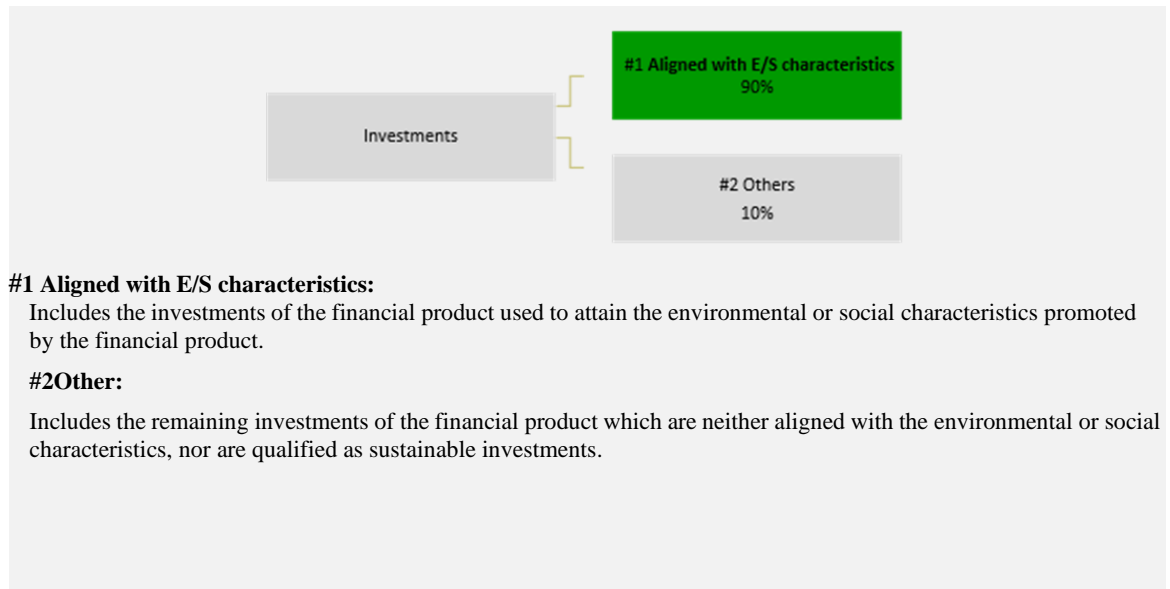 #1 Aligned with E/S characteristics
90%
Investments
#2 Others
10%
#1 Aligned with E/S characteristics:
Includes the investments of the financial product used to attain the environmental or social characteristics promoted
by the financial product.
#2Other:
Includes the remaining investments of the financial product which are neither aligned with the environmental or social
characteristics, nor are qualified as sustainable investments.